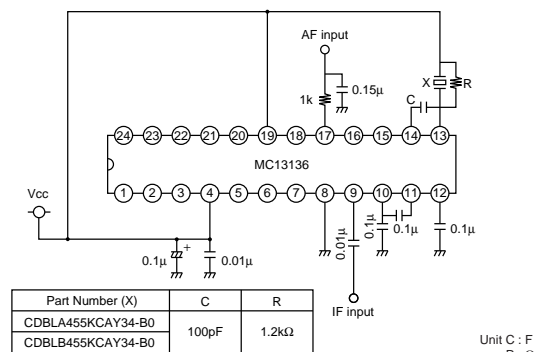 AF input
0.15μ
1k
X
R
C
24 23 22 21 20 19 18 17 16 15 14 13
MC13136
1 2 3 4 5 6 7 8 9 10 11 12
Vcc
0.1μ
+
0.01μ
0.01μ
0.1μ
0.1μ
0.1μ
IF input
Part Number (X) C R
CDBLA455KCAY34-B0 100pF 1.2kΩ
CDBLB455KCAY34-B0
Unit C : F